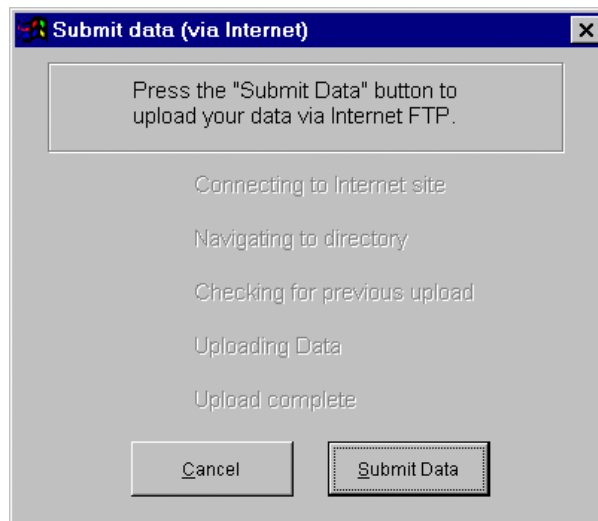 Submit data (via Internet)
Press the "Submit Data" button to
upload your data via Internet FTP.
Connecting to Internet site
Navigating to directory
Checking for previous upload
Uploading Data
Upload complete
Cancel
Submit Data